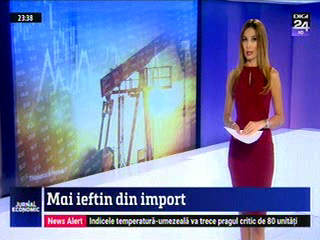 23:38
DIGI 24
HD
JURNAL
ECONOMIC
Mai ieftin din import
News Alert
Indicele temperatură-umezeală va trece pragul critic de 80 unităţi